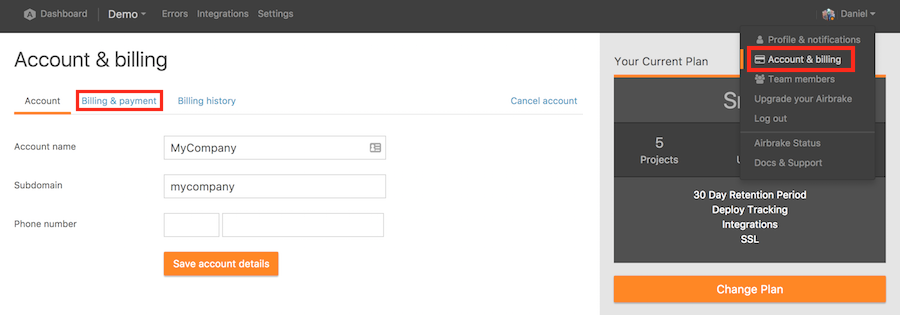 Dashboard Demo Errors Integrations Settings Daniel
Account & billing
Account Billing & payment Billing history Cancel account
Account name MyCompany
Subdomain mycompany
Phone number
Save account details
Profile & notifications
Account & billing
Team members
Upgrade your Airbrake
Log out
Airbrake Status
Docs & Support
Your Current Plan
5
Projects
30 Day Retention Period
Deploy Tracking
Integrations
SSL
Change Plan